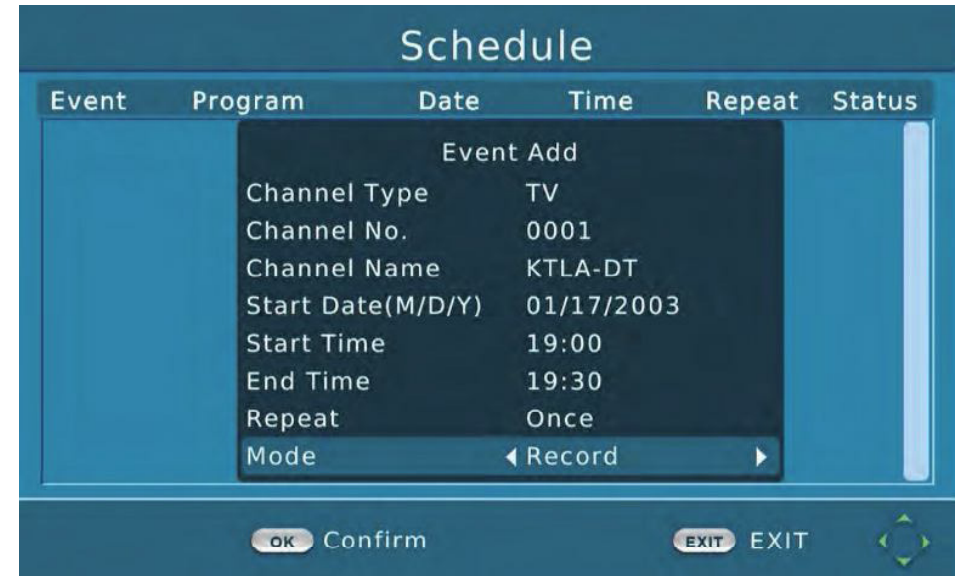 Schedule
Event Program Date Time Repeat Status
Event Add
Channel Type TV
Channel No. 0001
Channel Name KTLA-DT
Start Date(M/D/Y) 01/17/2003
Start Time 19:00
End Time 19:30
Repeat Once
Mode Record
OK Confirm EXIT EXIT